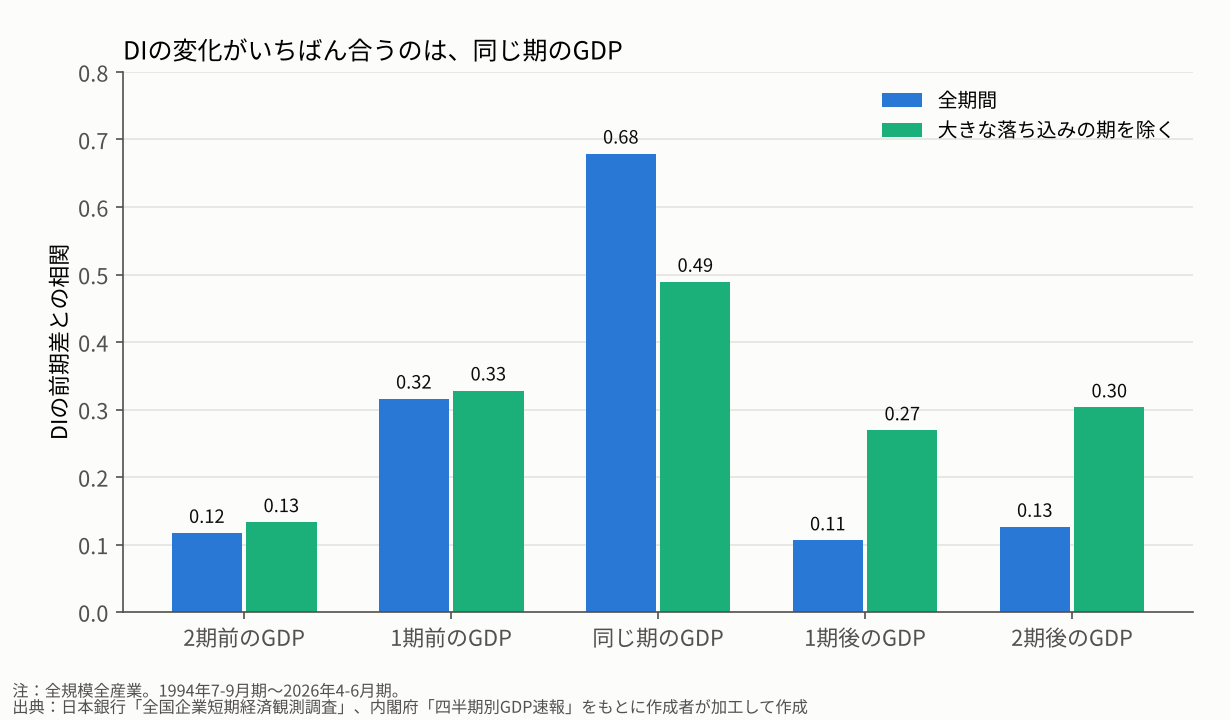 DIの変化がいちばん合うのは、同じ期のGDP
全期間
大きな落ち込みの期を除く
DIの前期差との相関
0.8
0.7
0.6
0.5
0.4
0.3
0.2
0.1
0.0
0.12
0.13
0.32
0.33
0.68
0.49
0.11
0.27
0.13
0.30
2期前のGDP
1期前のGDP
同じ期のGDP
1期後のGDP
2期後のGDP
注：全規模全産業。1994年7-9月期～2026年4-6月期。
出典：日本銀行「全国企業短期経済観測調査」、内閣府「四半期別GDP速報」をもとに作成者が加工して作成